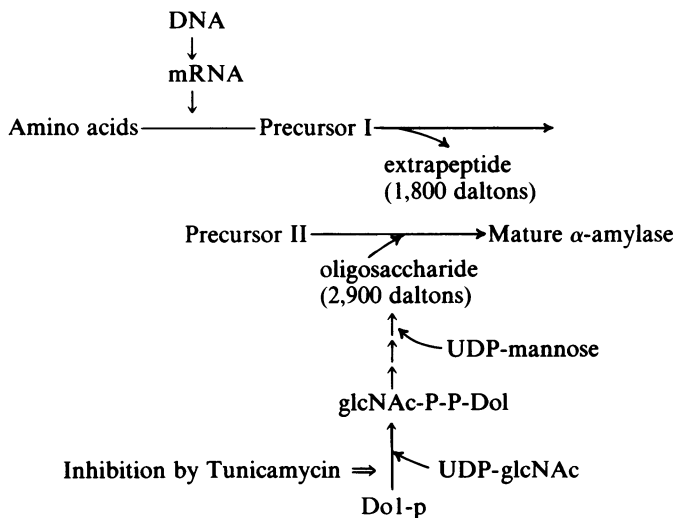 DNA
↓
mRNA
↓
Amino acids Precursor I
extrapeptide
(1,800 daltons)
Precursor II Mature α-amylase
oligosaccharide
(2,900 daltons)
UDP-mannose
glcNAc-P-P-Dol
Inhibition by Tunicamycin ⇒ UDP-glcNAc
Dol-p